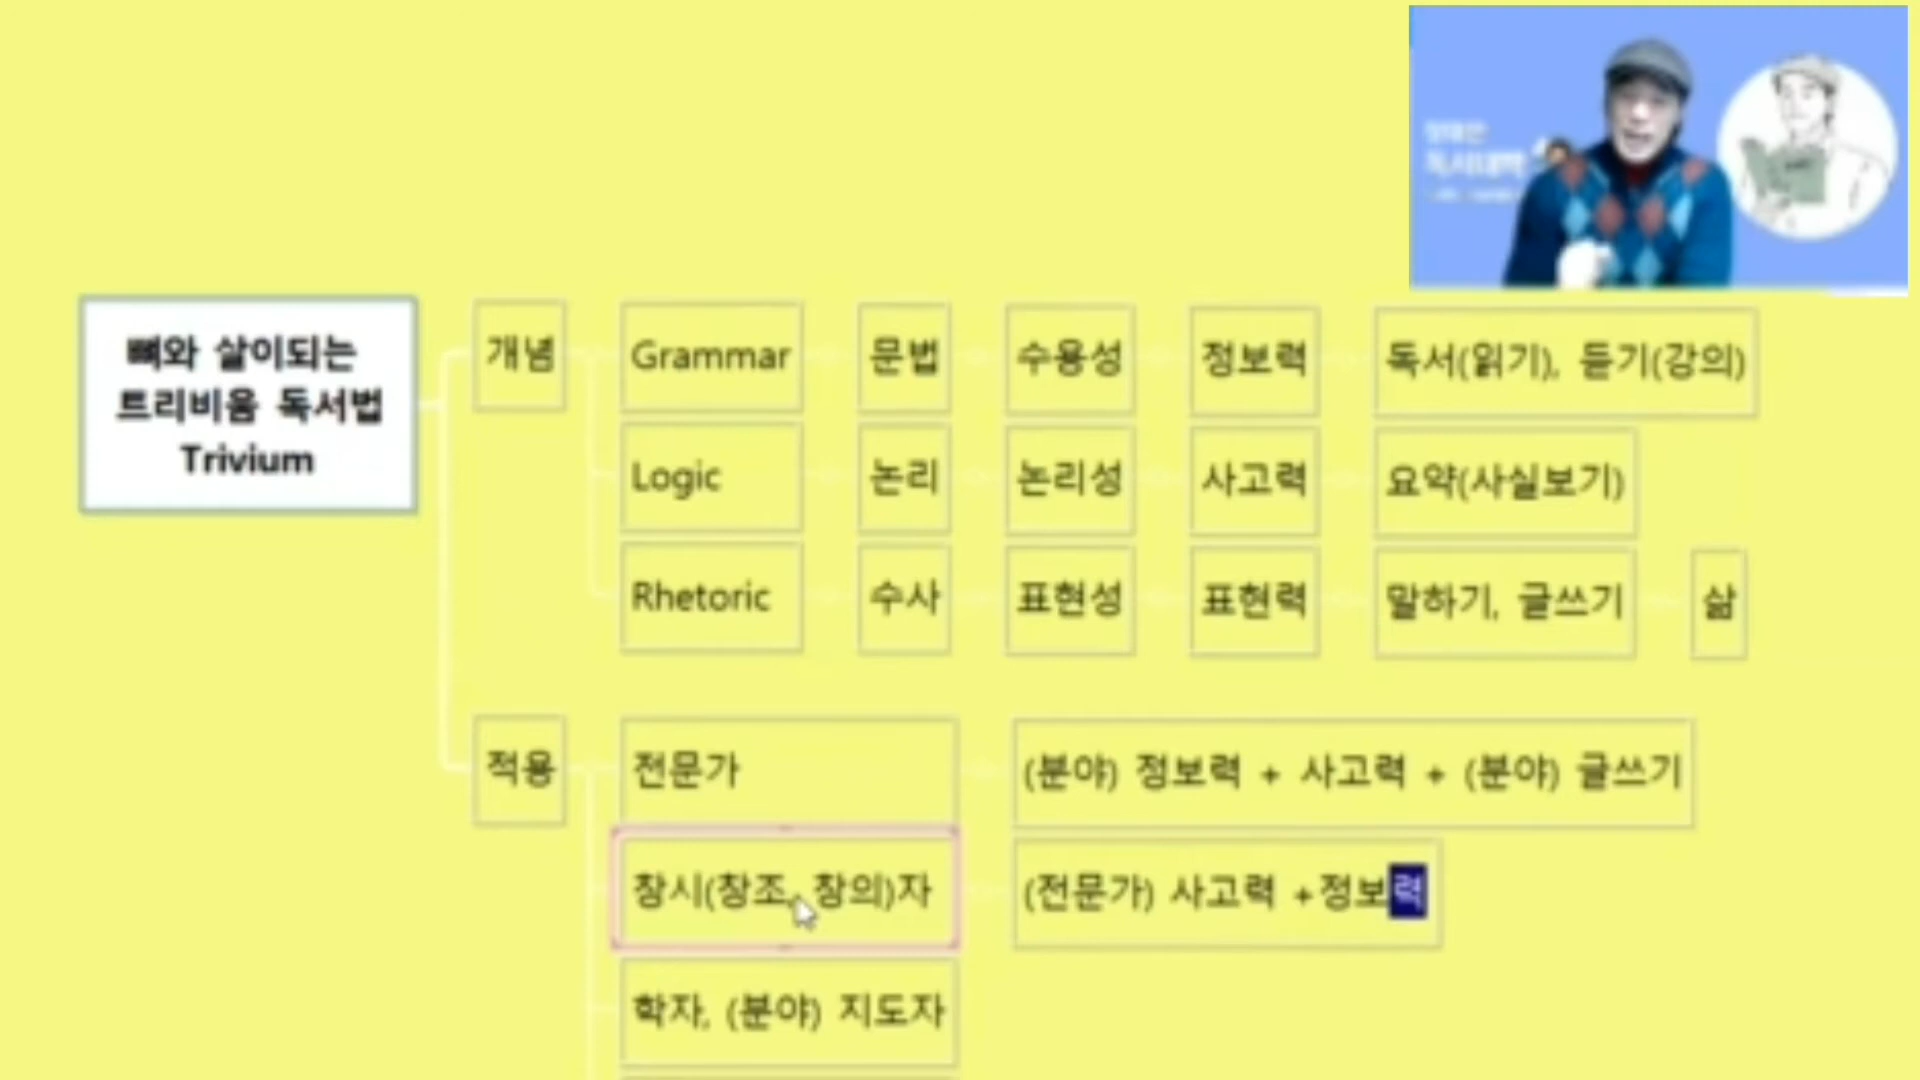 뼈와 살이되는
트리비움 독서법
Trivium
개념
Grammar
문법
수용성
정보력
독서(읽기), 듣기(강의)
Logic
논리
논리성
사고력
요약(사실보기)
Rhetoric
수사
표현성
표현력
말하기, 글쓰기
삶
적용
전문가
(분야) 정보력 + 사고력 + (분야) 글쓰기
창시(창조, 창의)자
(전문가) 사고력 +정보력
학자, (분야) 지도자